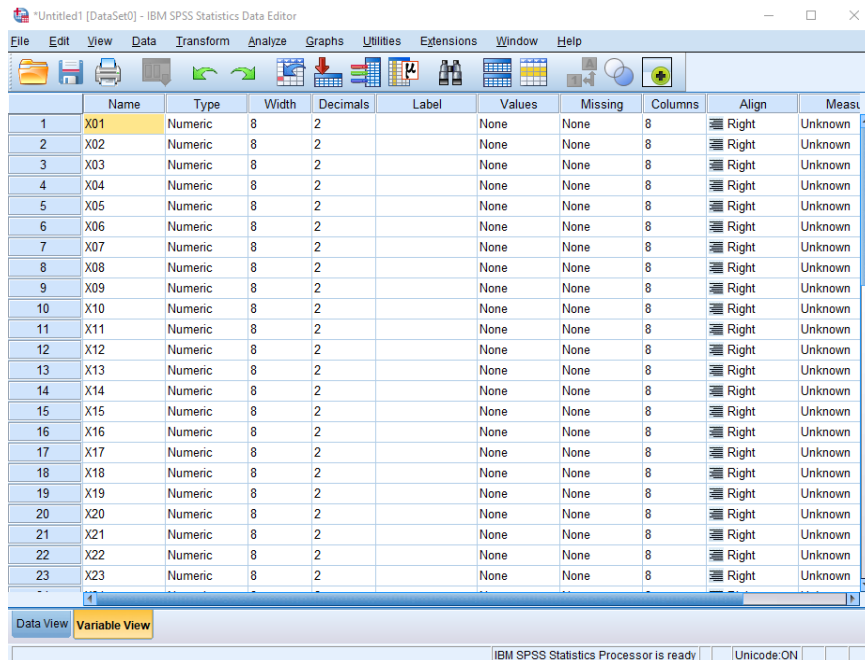 *Untitled1 [DataSet0] - IBM SPSS Statistics Data Editor
File Edit View Data Transform Analyze Graphs Utilities Extensions Window Help
Name Type Width Decimals Label Values Missing Columns Align Measu
1 X01 Numeric 8 2 None None 8 Right Unknown
2 X02 Numeric 8 2 None None 8 Right Unknown
3 X03 Numeric 8 2 None None 8 Right Unknown
4 X04 Numeric 8 2 None None 8 Right Unknown
5 X05 Numeric 8 2 None None 8 Right Unknown
6 X06 Numeric 8 2 None None 8 Right Unknown
7 X07 Numeric 8 2 None None 8 Right Unknown
8 X08 Numeric 8 2 None None 8 Right Unknown
9 X09 Numeric 8 2 None None 8 Right Unknown
10 X10 Numeric 8 2 None None 8 Right Unknown
11 X11 Numeric 8 2 None None 8 Right Unknown
12 X12 Numeric 8 2 None None 8 Right Unknown
13 X13 Numeric 8 2 None None 8 Right Unknown
14 X14 Numeric 8 2 None None 8 Right Unknown
15 X15 Numeric 8 2 None None 8 Right Unknown
16 X16 Numeric 8 2 None None 8 Right Unknown
17 X17 Numeric 8 2 None None 8 Right Unknown
18 X18 Numeric 8 2 None None 8 Right Unknown
19 X19 Numeric 8 2 None None 8 Right Unknown
20 X20 Numeric 8 2 None None 8 Right Unknown
21 X21 Numeric 8 2 None None 8 Right Unknown
22 X22 Numeric 8 2 None None 8 Right Unknown
23 X23 Numeric 8 2 None None 8 Right Unknown
Data View Variable View
IBM SPSS Statistics Processor is ready Unicode:ON